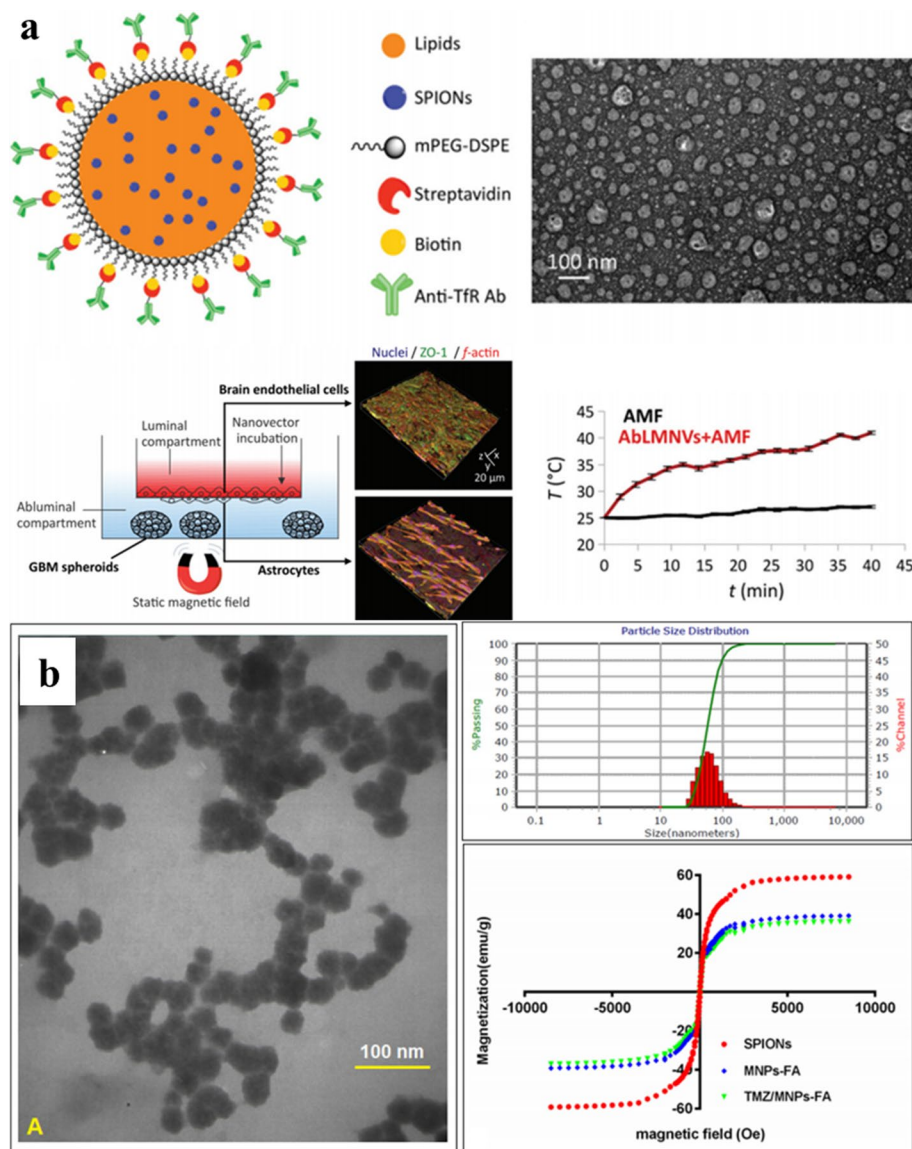 a
Lipids
SPIONs
mPEG-DSPE
Streptavidin
Biotin
Anti-TfR Ab
100 nm
Nuclei / ZO-1 / f-actin
Brain endothelial cells
Luminal
compartment
Nanovector
incubation
Abluminal
compartment
GBM spheroids
Astrocytes
Static magnetic field
z x
y
20 µm
AMF
AbLMNVs+AMF
T (°C)
45
40
35
30
25
20
0 5 10 15 20 25 30 35 40 45
t (min)
b
100 nm
A
Particle Size Distribution
%Passing
100
90
80
70
60
50
40
30
20
10
0
50
45
40
35
30
25
20
15
10
5
0
%Channel
0.1 1 10 100 1,000 10,000
Size(nanometers)
Magnetization(emu/g)
60
40
20
-10000 -5000 5000 10000
-20
-40
-60
SPIONs
MNPs-FA
TMZ/MNPs-FA
magnetic field (Oe)